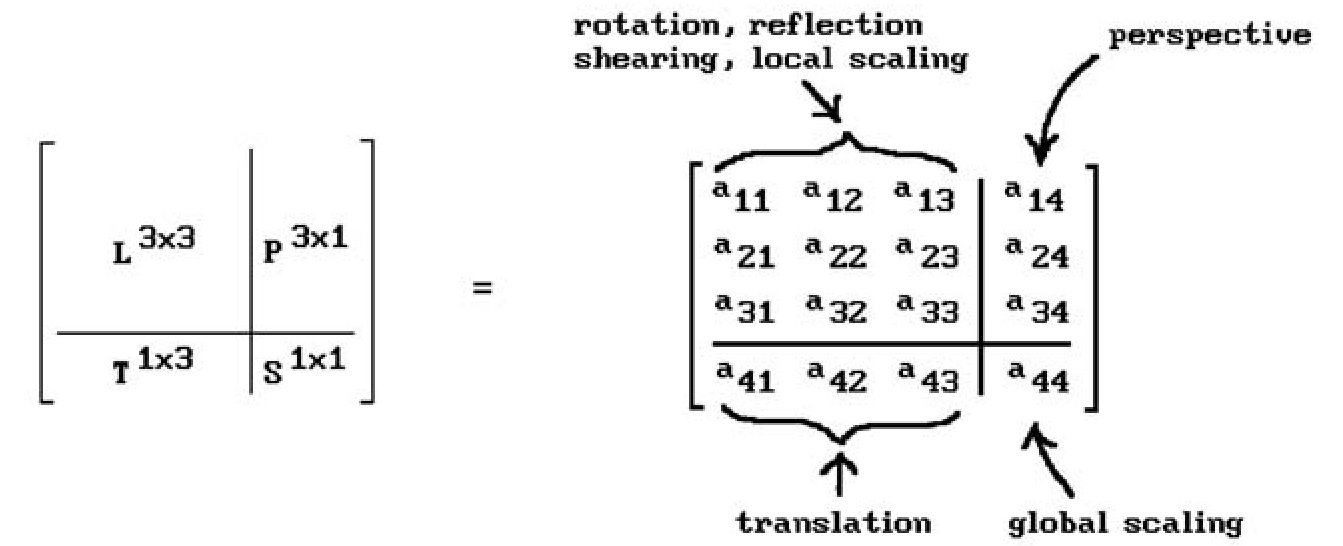 rotation, reflection
shearing, local scaling
perspective
L 3x3 P 3x1
T 1x3 S 1x1
=
a11 a12 a13 a14
a21 a22 a23 a24
a31 a32 a33 a34
a41 a42 a43 a44
translation
global scaling